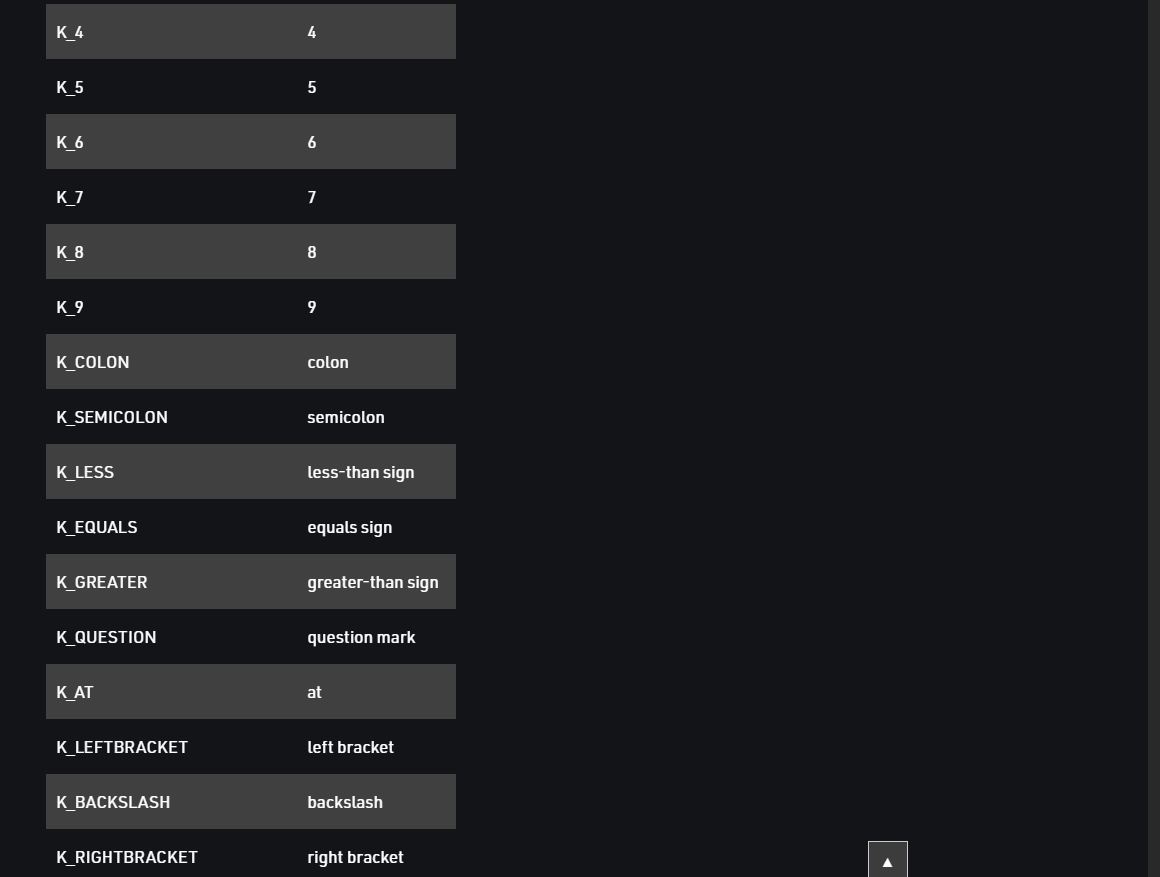 K_4 4
K_5 5
K_6 6
K_7 7
K_8 8
K_9 9
K_COLON colon
K_SEMICOLON semicolon
K_LESS less-than sign
K_EQUALS equals sign
K_GREATER greater-than sign
K_QUESTION question mark
K_AT at
K_LEFTBRACKET left bracket
K_BACKSLASH backslash
K_RIGHTBRACKET right bracket